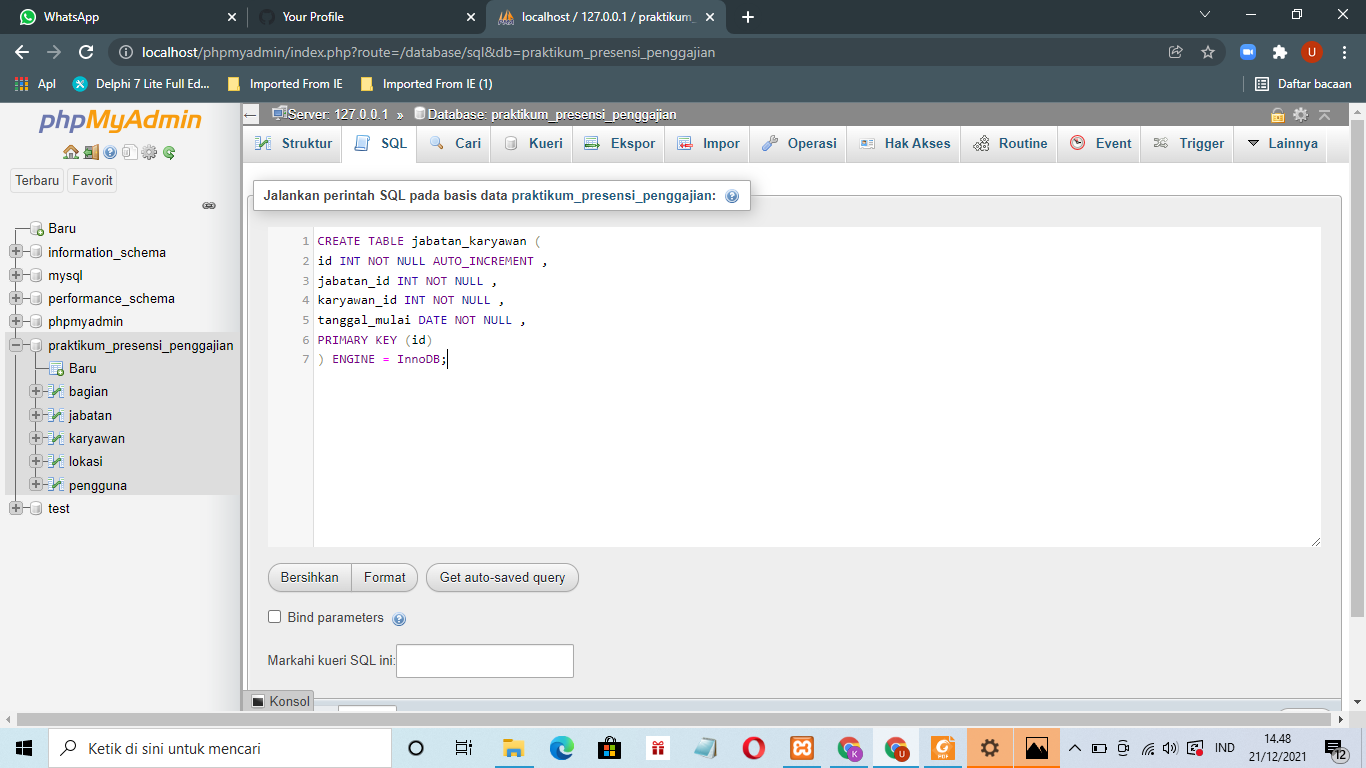 WhatsApp
Your Profile
localhost / 127.0.0.1 / praktikum_
localhost/phpmyadmin/index.php?route=/database/sql&db=praktikum_presensi_penggajian
U
Apl
Delphi 7 Lite Full Ed...
Imported From IE
Imported From IE (1)
Daftar bacaan
phpMyAdmin
Terbaru
Favorit
Baru
information_schema
mysql
performance_schema
phpmyadmin
praktikum_presensi_penggajian
Baru
bagian
jabatan
karyawan
lokasi
pengguna
test
Server: 127.0.0.1 » Database: praktikum_presensi_penggajian
Struktur
SQL
Cari
Kueri
Ekspor
Impor
Operasi
Hak Akses
Routine
Event
Trigger
Lainnya
Jalankan perintah SQL pada basis data praktikum_presensi_penggajian:
1 CREATE TABLE jabatan_karyawan (
2 id INT NOT NULL AUTO_INCREMENT ,
3 jabatan_id INT NOT NULL ,
4 karyawan_id INT NOT NULL ,
5 tanggal_mulai DATE NOT NULL ,
6 PRIMARY KEY (id)
7 ) ENGINE = InnoDB;
Bersihkan
Format
Get auto-saved query
Bind parameters
Markahi kueri SQL ini:
Konsol
Ketik di sini untuk mencari
K
U
PDF
IND
14.48
21/12/2021
12